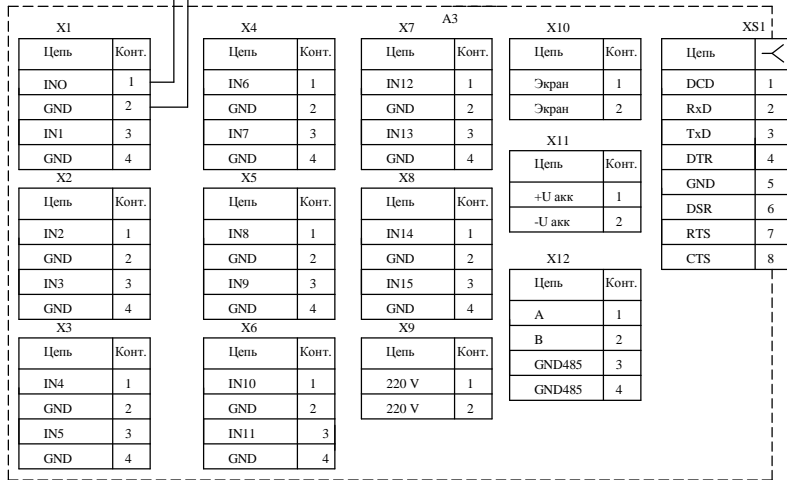 A3
X1
Цепь Конт.
INO 1
GND 2
IN1 3
GND 4
X2
Цепь Конт.
IN2 1
GND 2
IN3 3
GND 4
X3
Цепь Конт.
IN4 1
GND 2
IN5 3
GND 4
X4
Цепь Конт.
IN6 1
GND 2
IN7 3
GND 4
X5
Цепь Конт.
IN8 1
GND 2
IN9 3
GND 4
X6
Цепь Конт.
IN10 1
GND 2
IN11 3
GND 4
X7
Цепь Конт.
IN12 1
GND 2
IN13 3
GND 4
X8
Цепь Конт.
IN14 1
GND 2
IN15 3
GND 4
X9
Цепь Конт.
220 V 1
220 V 2
X10
Цепь Конт.
Экран 1
Экран 2
X11
Цепь Конт.
+U акк 1
-U акк 2
X12
Цепь Конт.
A 1
B 2
GND485 3
GND485 4
XS1
Цепь
DCD 1
RxD 2
TxD 3
DTR 4
GND 5
DSR 6
RTS 7
CTS 8